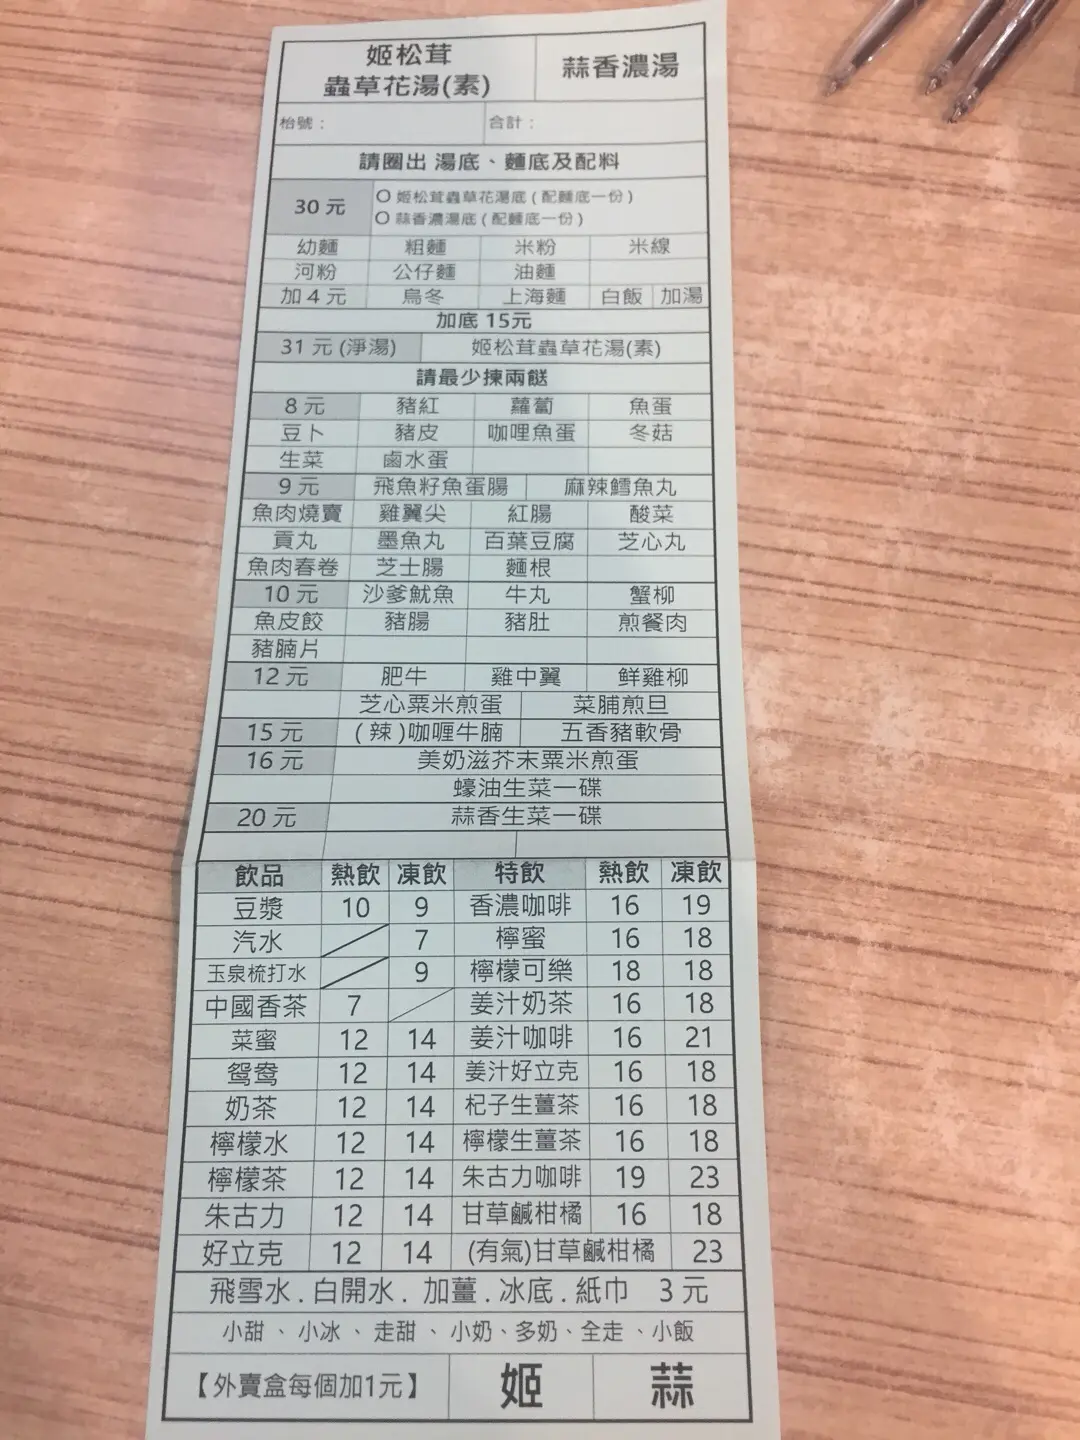 姬松茸
蟲草花湯(素)
蒜香濃湯
枱號：
合計：
請圈出 湯底、麵底及配料
30 元
O 姬松茸蟲草花湯底 ( 配麵底一份 )
O 蒜香濃湯底 ( 配麵底一份 )
幼麵 粗麵 米粉 米線
河粉 公仔麵 油麵
加 4 元 烏冬 上海麵 白飯 加湯
加底 15元
31 元 (淨湯) 姬松茸蟲草花湯(素)
請最少揀兩餸
8 元 豬紅 蘿蔔 魚蛋
豆卜 豬皮 咖哩魚蛋 冬菇
生菜 鹵水蛋
9 元 飛魚籽魚蛋腸 麻辣鱈魚丸
魚肉燒賣 雞翼尖 紅腸 酸菜
貢丸 墨魚丸 百葉豆腐 芝心丸
魚肉春卷 芝士腸 麵根
10 元 沙爹魷魚 牛丸 蟹柳
魚皮餃 豬腸 豬肚 煎餐肉
豬腩片
12 元 肥牛 雞中翼 鮮雞柳
芝心粟米煎蛋 菜脯煎旦
15 元 ( 辣 )咖喱牛腩 五香豬軟骨
16 元 美奶滋芥末粟米煎蛋
蠔油生菜一碟
20 元 蒜香生菜一碟
飲品 熱飲 凍飲 特飲 熱飲 凍飲
豆漿 10 9 香濃咖啡 16 19
汽水 7 檸蜜 16 18
玉泉梳打水 9 檸檬可樂 18 18
中國香茶 7 姜汁奶茶 16 18
菜蜜 12 14 姜汁咖啡 16 21
鴛鴦 12 14 姜汁好立克 16 18
奶茶 12 14 杞子生薑茶 16 18
檸檬水 12 14 檸檬生薑茶 16 18
檸檬茶 12 14 朱古力咖啡 19 23
朱古力 12 14 甘草鹹柑橘 16 18
好立克 12 14 (有氣)甘草鹹柑橘 23
飛雪水 . 白開水 . 加薑 . 冰底 . 紙巾 3 元
小甜 、 小冰 、 走甜 、 小奶、多奶、全走 、小飯
【外賣盒每個加1元】 姬 蒜